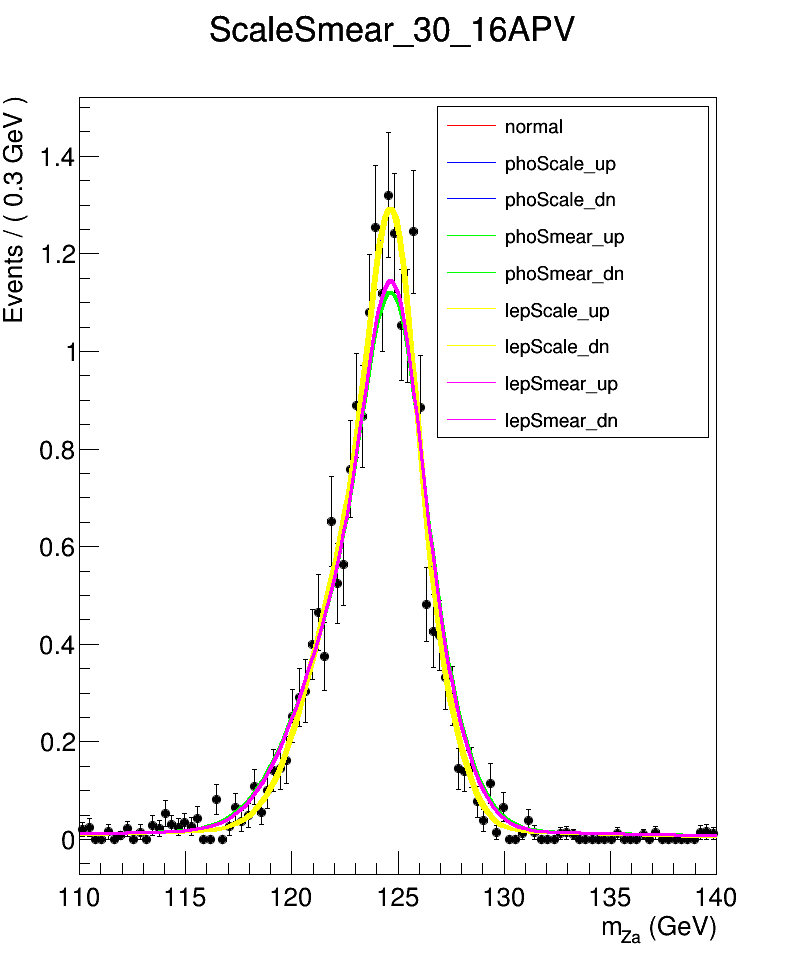 ScaleSmear_30_16APV
Events / ( 0.3 GeV )
1.4
1.2
1
0.8
0.6
0.4
0.2
0
normal
phoScale_up
phoScale_dn
phoSmear_up
phoSmear_dn
lepScale_up
lepScale_dn
lepSmear_up
lepSmear_dn
110 115 120 125 130 135 140
m_Za (GeV)